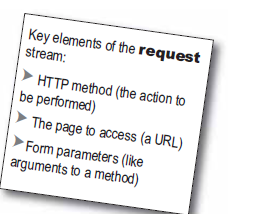 Key elements of the request
stream:
➤ HTTP method (the action to
be performed)
➤ The page to access (a URL)
➤ Form parameters (like
arguments to a method)